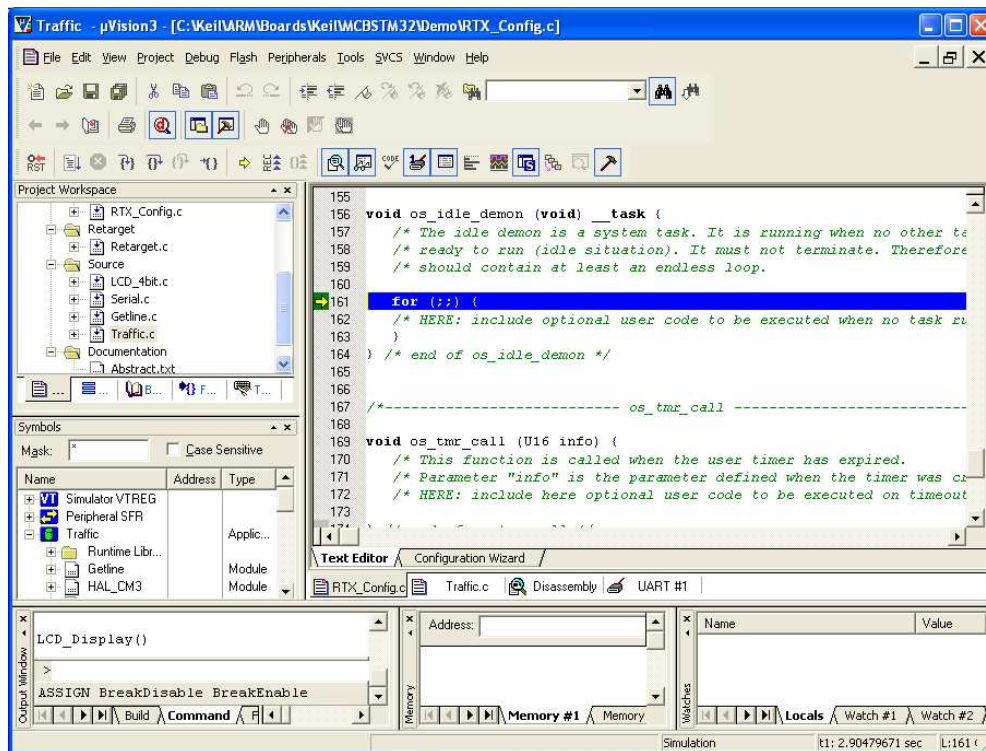 Traffic - µVision3 - [C:\Keil\ARM\Boards\Keil\MCBSTM32\Demo\RTX_Config.c]
File Edit View Project Debug Flash Peripherals Tools SVCS Window Help
RST
CODE
Project Workspace
RTX_Config.c
Retarget
Retarget.c
Source
LCD_4bit.c
Serial.c
Getline.c
Traffic.c
Documentation
Abstract.txt
... ... B... F... T...
Symbols
Mask: * Case Sensitive
Name Address Type
VT Simulator VTREG
Peripheral SFR
Traffic Applic...
Runtime Libr...
Getline Module
HAL_CM3 Module
155
156 void os_idle_demon (void) __task {
157 /* The idle demon is a system task. It is running when no other ta
158 /* ready to run (idle situation). It must not terminate. Therefore
159 /* should contain at least an endless loop.
160
161 for (;;) {
162 /* HERE: include optional user code to be executed when no task ru
163 }
164 } /* end of os_idle_demon */
165
166
167 /*--------------------------- os_tmr_call ---------------------------
168
169 void os_tmr_call (U16 info) {
170 /* This function is called when the user timer has expired.
171 /* Parameter "info" is the parameter defined when the timer was cr
172 /* HERE: include here optional user code to be executed on timeout
173
Text Editor Configuration Wizard
RTX_Config.c Traffic.c Disassembly UART #1
Output Window
LCD_Display()
>
ASSIGN BreakDisable BreakEnable
Build Command F
Memory
Address:
Memory #1 Memory
Watches
Name Value
Locals Watch #1 Watch #2
Simulation t1: 2.90479671 sec L:161